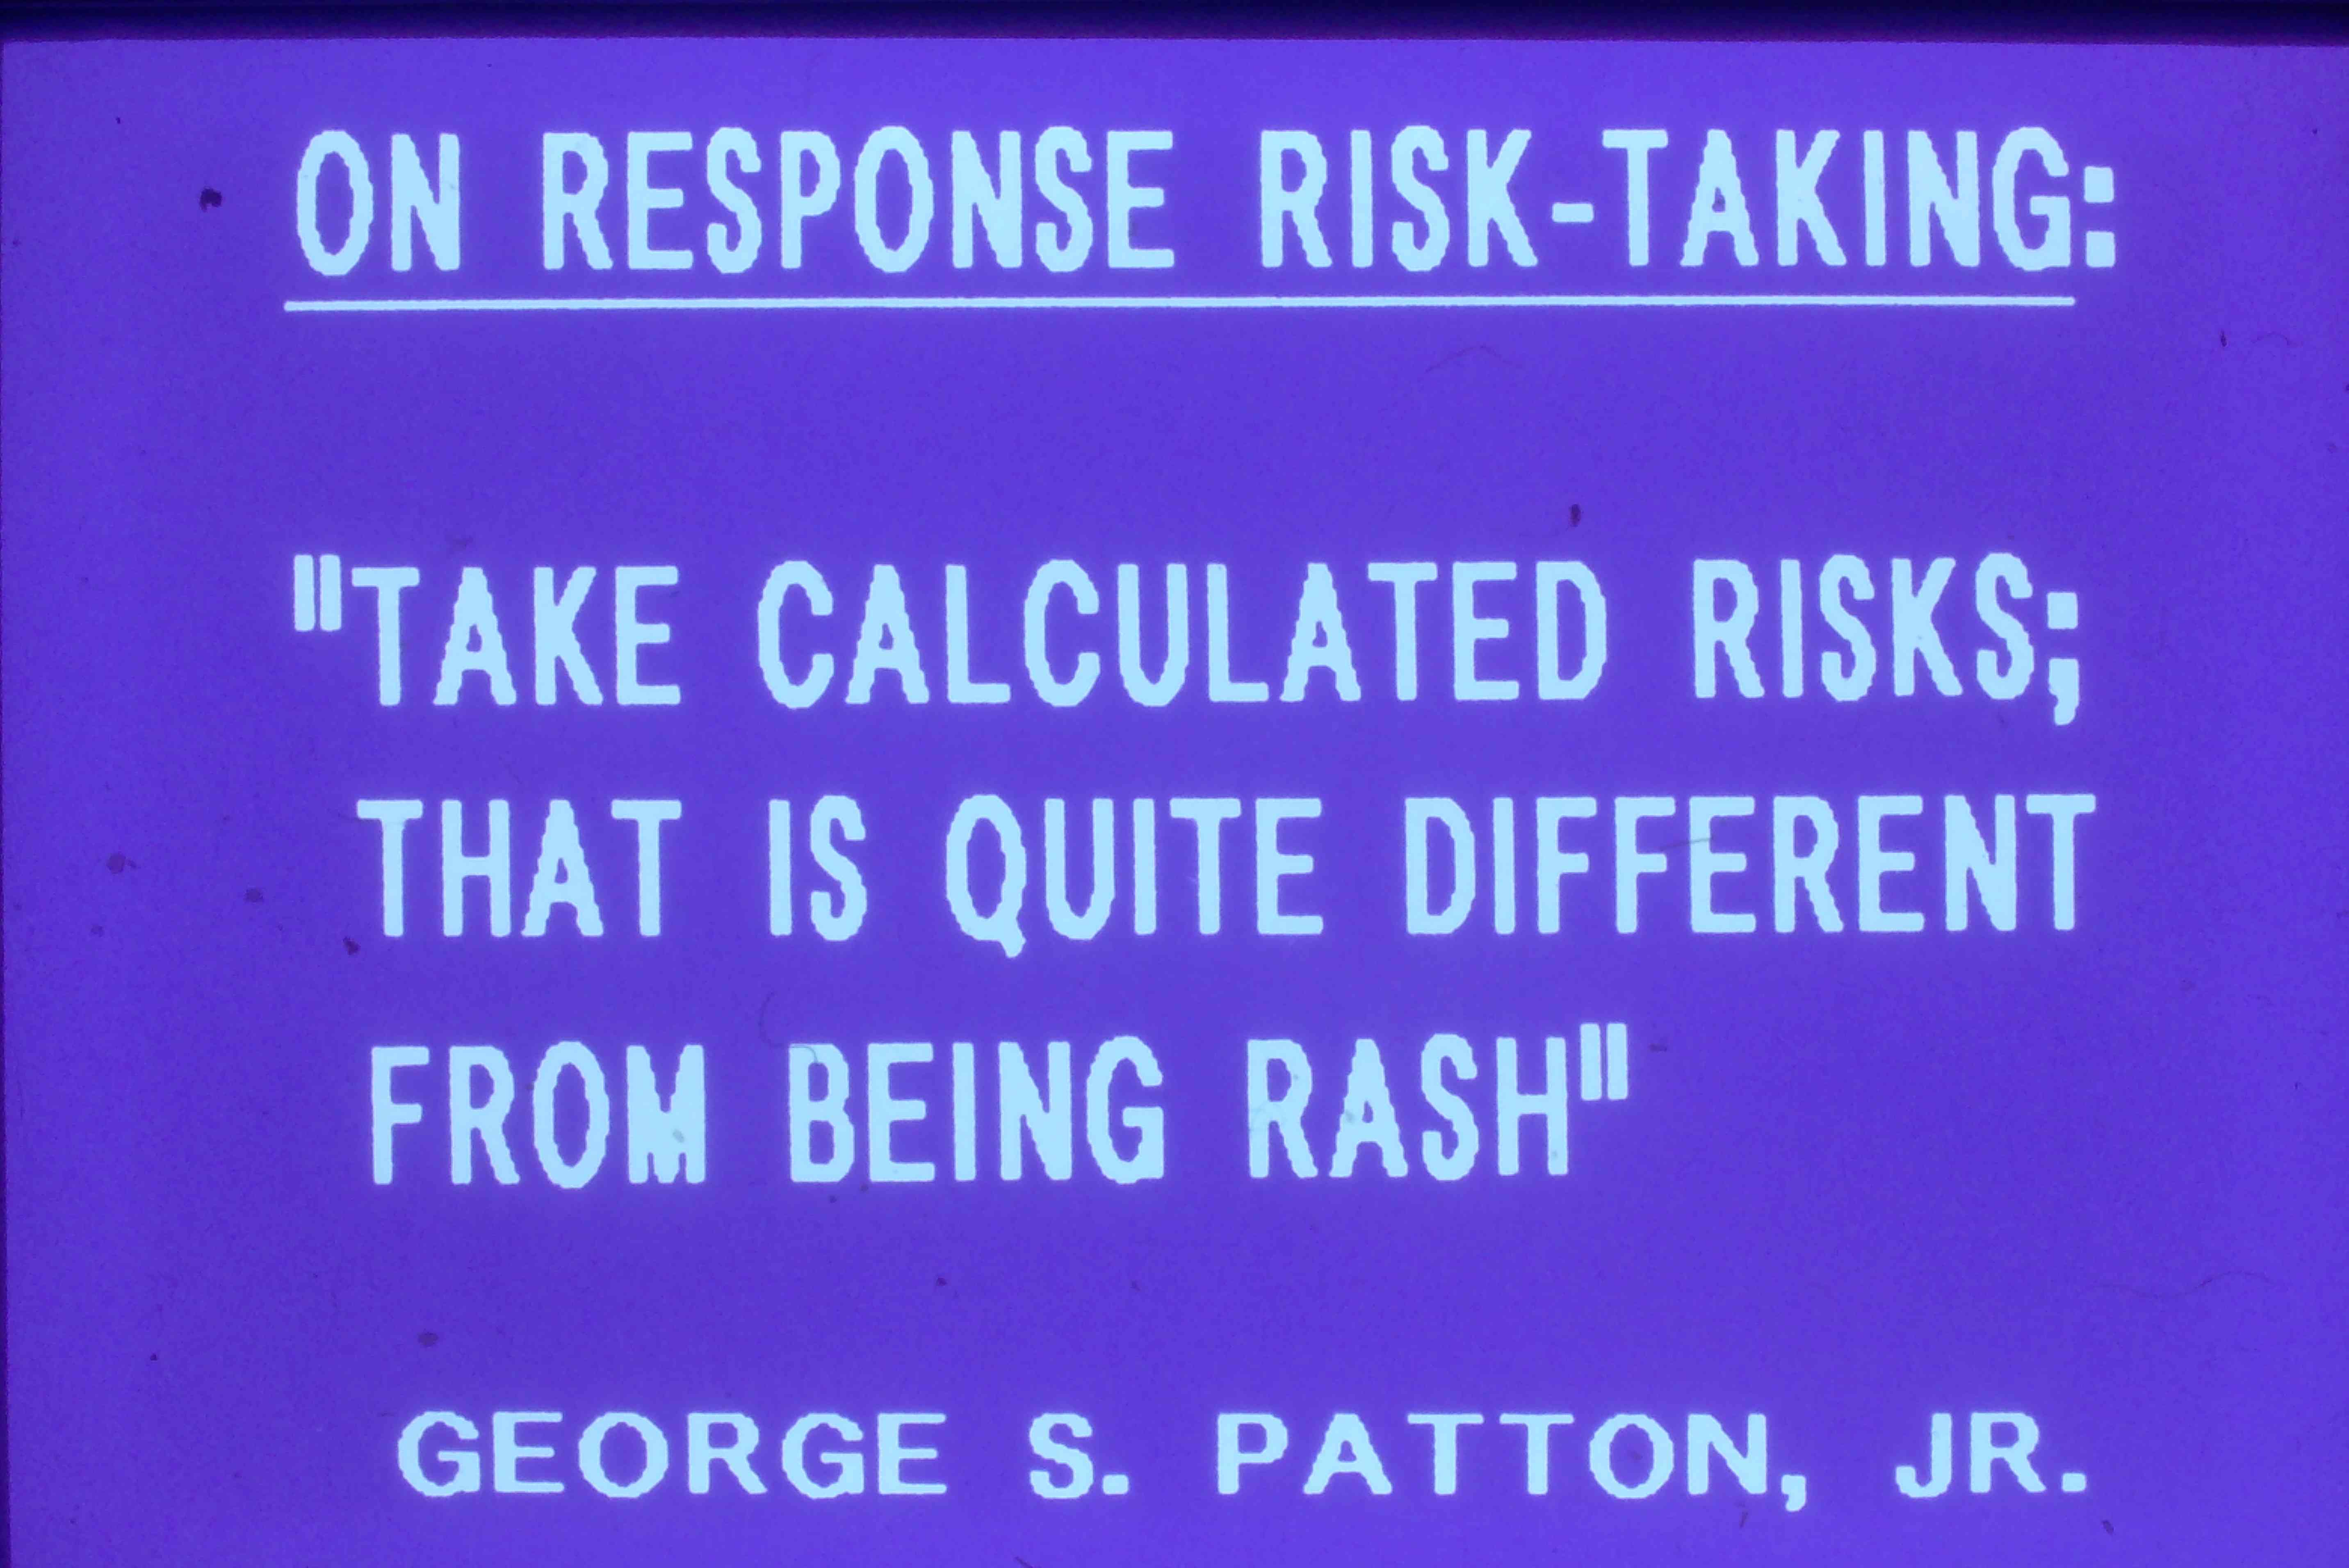 ON RESPONSE RISK-TAKING:
"TAKE CALCULATED RISKS;
THAT IS QUITE DIFFERENT
FROM BEING RASH"
GEORGE S. PATTON, JR.